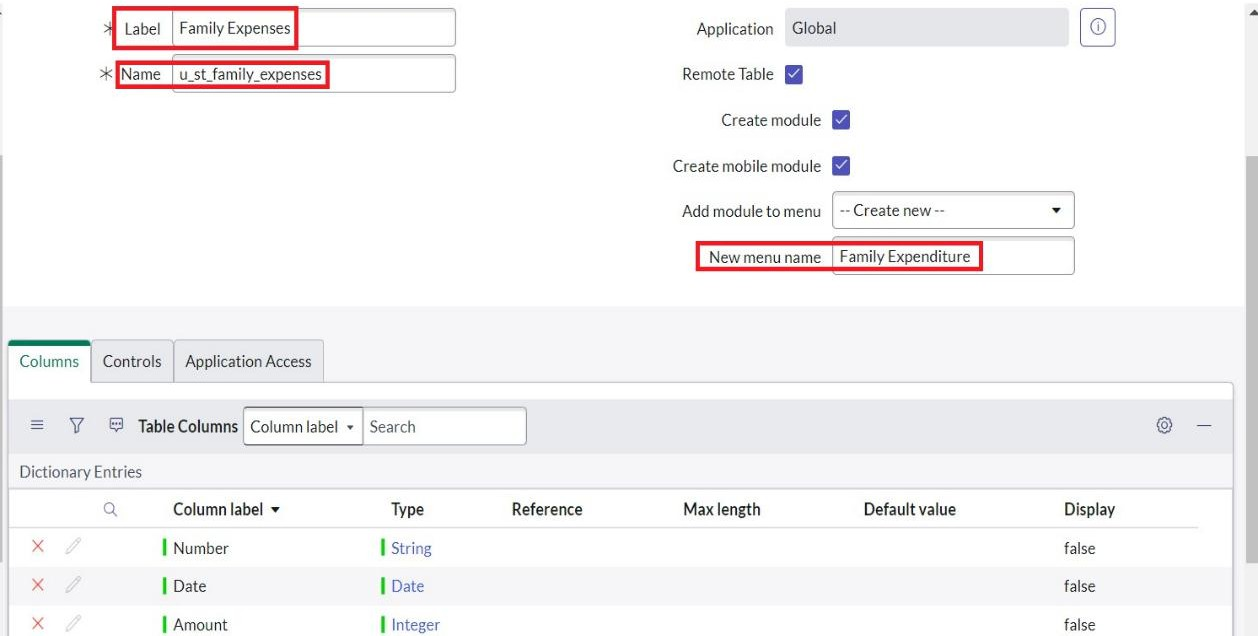 * Label Family Expenses Application Global
* Name u_st_family_expenses Remote Table
Create module
Create mobile module
Add module to menu -- Create new --
New menu name Family Expenditure
Columns Controls Application Access
Table Columns Column label Search
Dictionary Entries
Column label Type Reference Max length Default value Display
Number String false
Date Date false
Amount Integer false